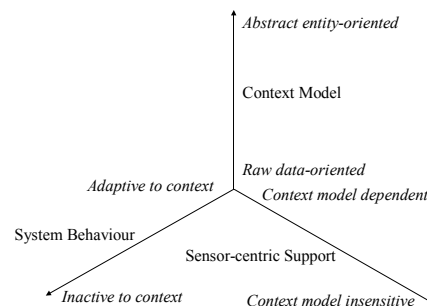 Abstract entity-oriented
Context Model
Raw data-oriented
Adaptive to context
Context model dependent
System Behaviour
Sensor-centric Support
Inactive to context
Context model insensitive